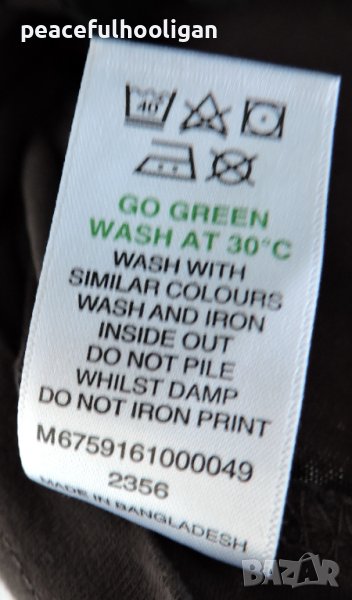 peacefulhooligan
40°
GO GREEN
WASH AT 30°C
WASH WITH
SIMILAR COLOURS
WASH AND IRON
INSIDE OUT
DO NOT PILE
WHILST DAMP
DO NOT IRON PRINT
M6759161000049
2356
MADE IN BANGLADESH
BAZAR